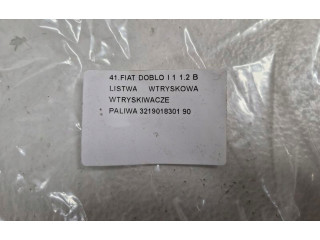 41.FIAT DOBLO I 1 1.2 B
LISTWA WTRYSKOWA
WTRYSKIWACZE
PALIWA 3219018301 90